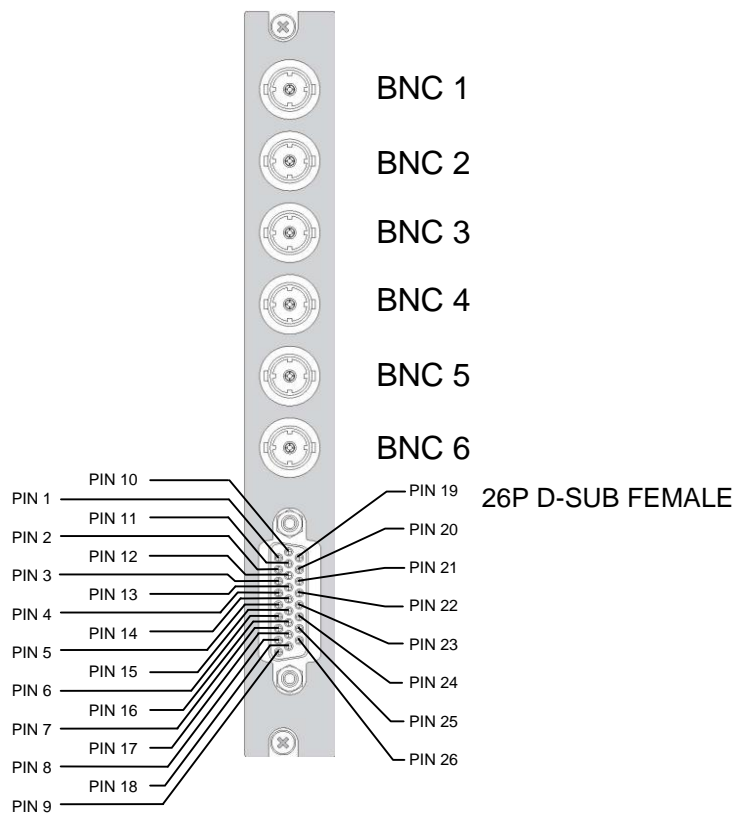 BNC 1
BNC 2
BNC 3
BNC 4
BNC 5
BNC 6
26P D-SUB FEMALE
PIN 10
PIN 1
PIN 11
PIN 2
PIN 12
PIN 3
PIN 13
PIN 4
PIN 14
PIN 5
PIN 15
PIN 6
PIN 16
PIN 7
PIN 17
PIN 8
PIN 18
PIN 9
PIN 19
PIN 20
PIN 21
PIN 22
PIN 23
PIN 24
PIN 25
PIN 26